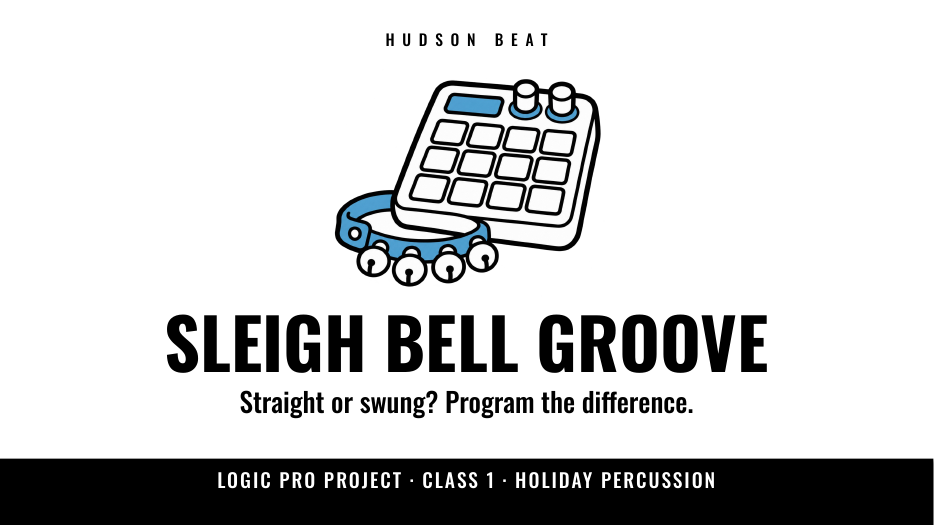 HUDSON BEAT
SLEIGH BELL GROOVE
Straight or swung? Program the difference.
LOGIC PRO PROJECT · CLASS 1 · HOLIDAY PERCUSSION